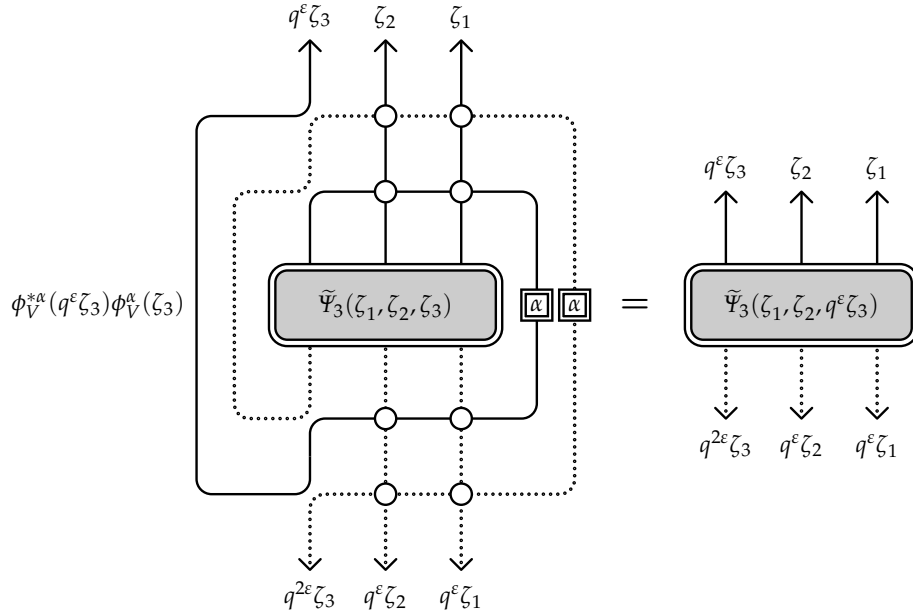 q^ε ζ_3 ζ_2 ζ_1
q^ε ζ_3 ζ_2 ζ_1
ϕ_V^{*α}(q^ε ζ_3)ϕ_V^α(ζ_3) Ψ̃_3(ζ_1, ζ_2, ζ_3) α α = Ψ̃_3(ζ_1, ζ_2, q^ε ζ_3)
q^{2ε} ζ_3 q^ε ζ_2 q^ε ζ_1
q^{2ε} ζ_3 q^ε ζ_2 q^ε ζ_1